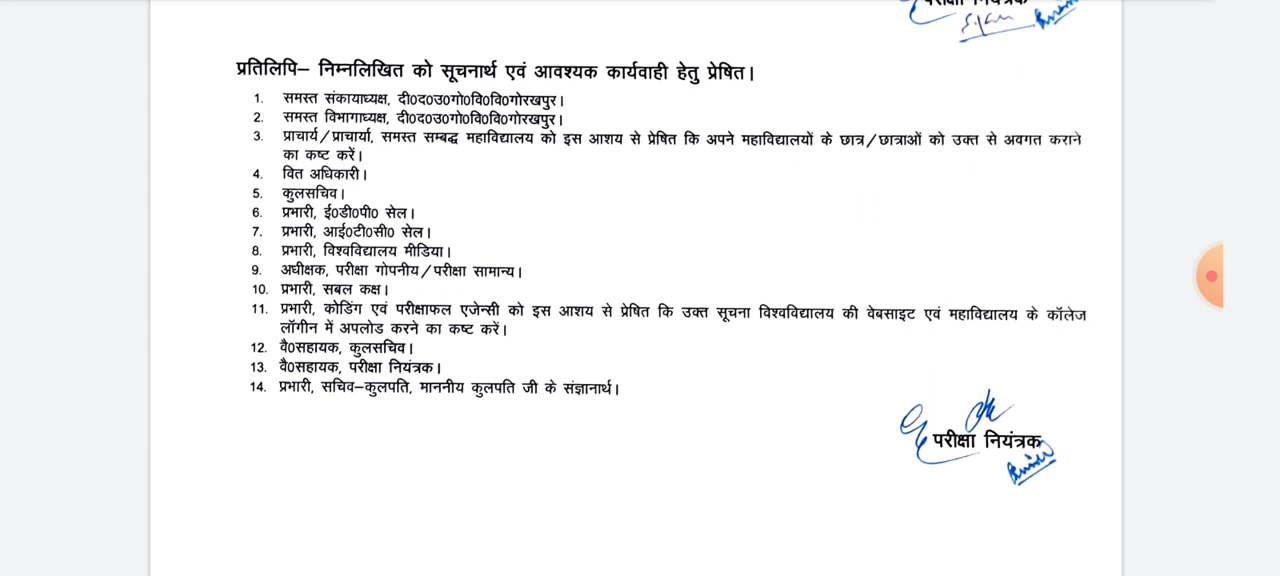 परीक्षा नियंत्रक
प्रतिलिपि– निम्नलिखित को सूचनार्थ एवं आवश्यक कार्यवाही हेतु प्रेषित।
1. समस्त संकायाध्यक्ष, दी0द0उ0गो0वि0वि0गोरखपुर।
2. समस्त विभागाध्यक्ष, दी0द0उ0गो0वि0वि0गोरखपुर।
3. प्राचार्य/प्राचार्या, समस्त सम्बद्ध महाविद्यालय को इस आशय से प्रेषित कि अपने महाविद्यालयों के छात्र/छात्राओं को उक्त से अवगत कराने
का कष्ट करें।
4. वित अधिकारी।
5. कुलसचिव।
6. प्रभारी, ई0डी0पी0 सेल।
7. प्रभारी, आई0टी0सी0 सेल।
8. प्रभारी, विश्वविद्यालय मीडिया।
9. अधीक्षक, परीक्षा गोपनीय/परीक्षा सामान्य।
10. प्रभारी, सबल कक्ष।
11. प्रभारी, कोडिंग एवं परीक्षाफल एजेन्सी को इस आशय से प्रेषित कि उक्त सूचना विश्वविद्यालय की वेबसाइट एवं महाविद्यालय के कॉलेज
लॉगीन में अपलोड करने का कष्ट करें।
12. वै0सहायक, कुलसचिव।
13. वै0सहायक, परीक्षा नियंत्रक।
14. प्रभारी, सचिव–कुलपति, माननीय कुलपति जी के संज्ञानार्थ।
परीक्षा नियंत्रक